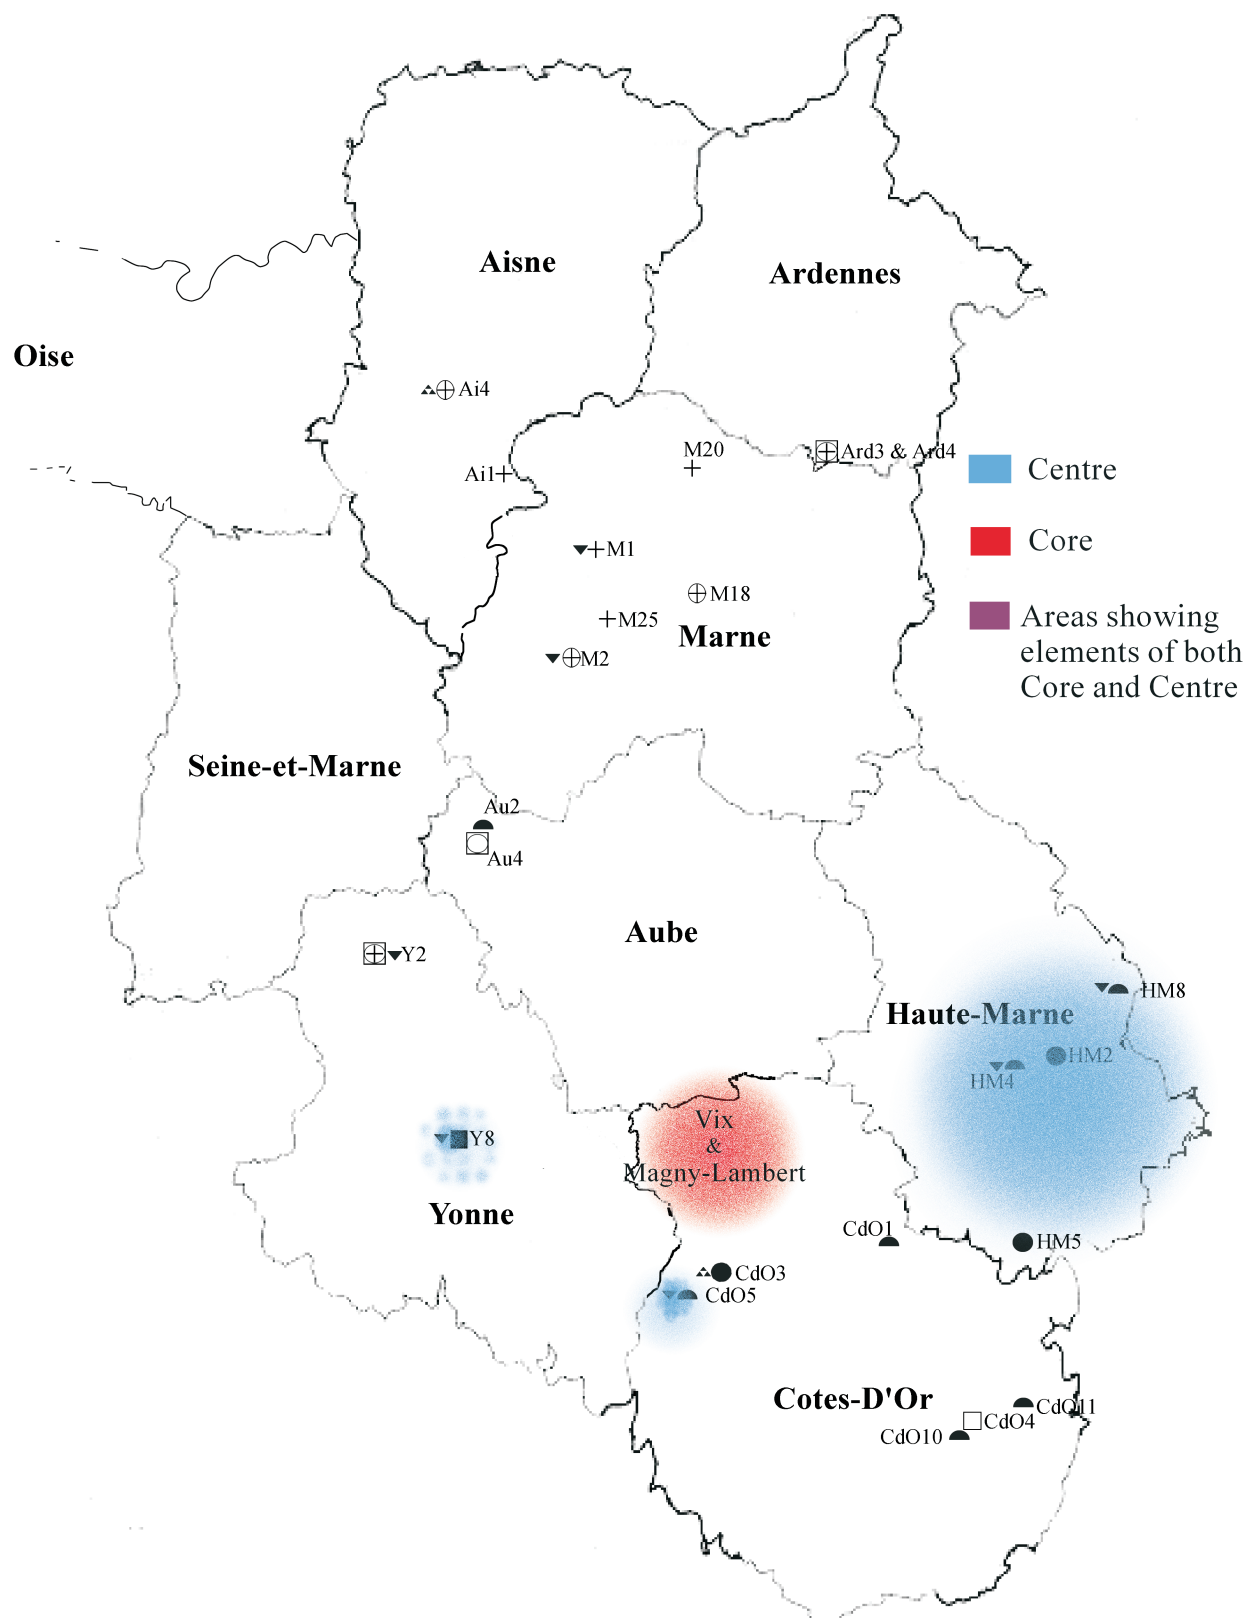 Aisne
Ardennes
Oise
Ai4
M20
Ard3 & Ard4
Ai1
Centre
Core
M1
M18
Areas showing
elements of both
Core and Centre
M25
Marne
M2
Seine-et-Marne
Au2
Au4
Aube
Y2
HM8
Haute-Marne
HM2
HM4
Vix
&
Magny-Lambert
Y8
Yonne
CdO1
HM5
CdO3
CdO5
Cotes-D'Or
CdO11
CdO4
CdO10